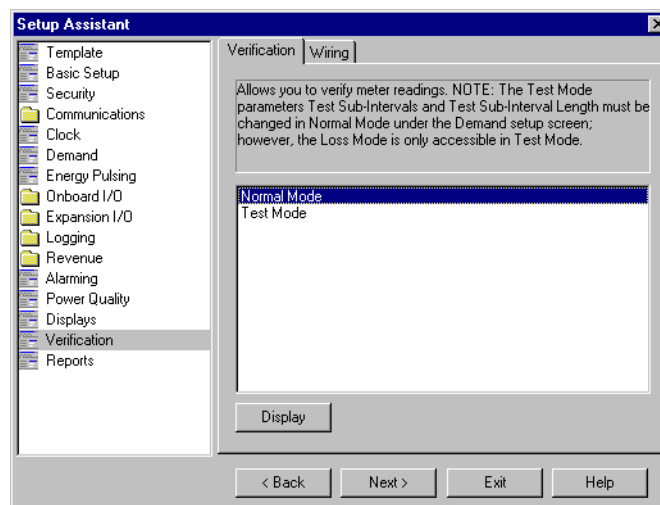 Setup Assistant
Template
Basic Setup
Security
Communications
Clock
Demand
Energy Pulsing
Onboard I/O
Expansion I/O
Logging
Revenue
Alarming
Power Quality
Displays
Verification
Reports
Verification
Wiring
Allows you to verify meter readings. NOTE: The Test Mode
parameters Test Sub-Intervals and Test Sub-Interval Length must be
changed in Normal Mode under the Demand setup screen;
however, the Loss Mode is only accessible in Test Mode.
Normal Mode
Test Mode
Display
< Back
Next >
Exit
Help